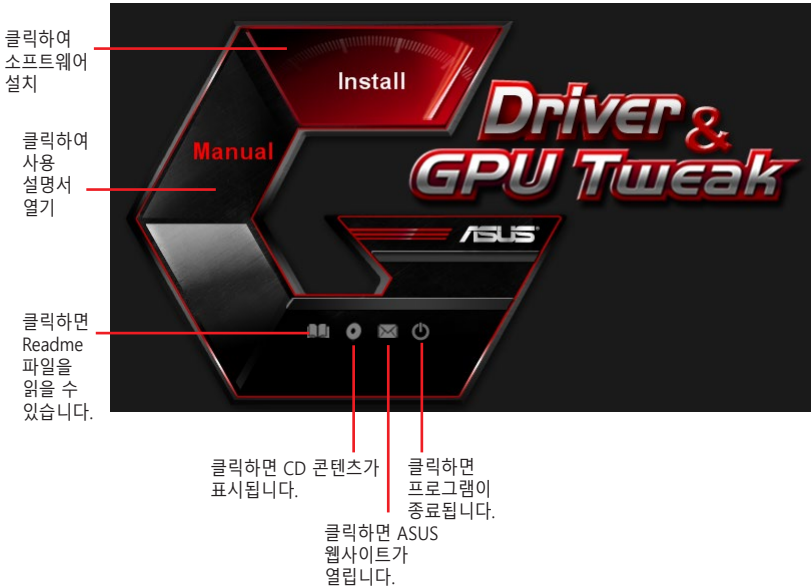 클릭하여
소프트웨어
설치
Install
Driver &
GPU Tweak
클릭하여
사용
설명서
열기
Manual
ASUS
클릭하면
Readme
파일을
읽을 수
있습니다.
클릭하면 CD 콘텐츠가
표시됩니다.
클릭하면
프로그램이
종료됩니다.
클릭하면 ASUS
웹사이트가
열립니다.